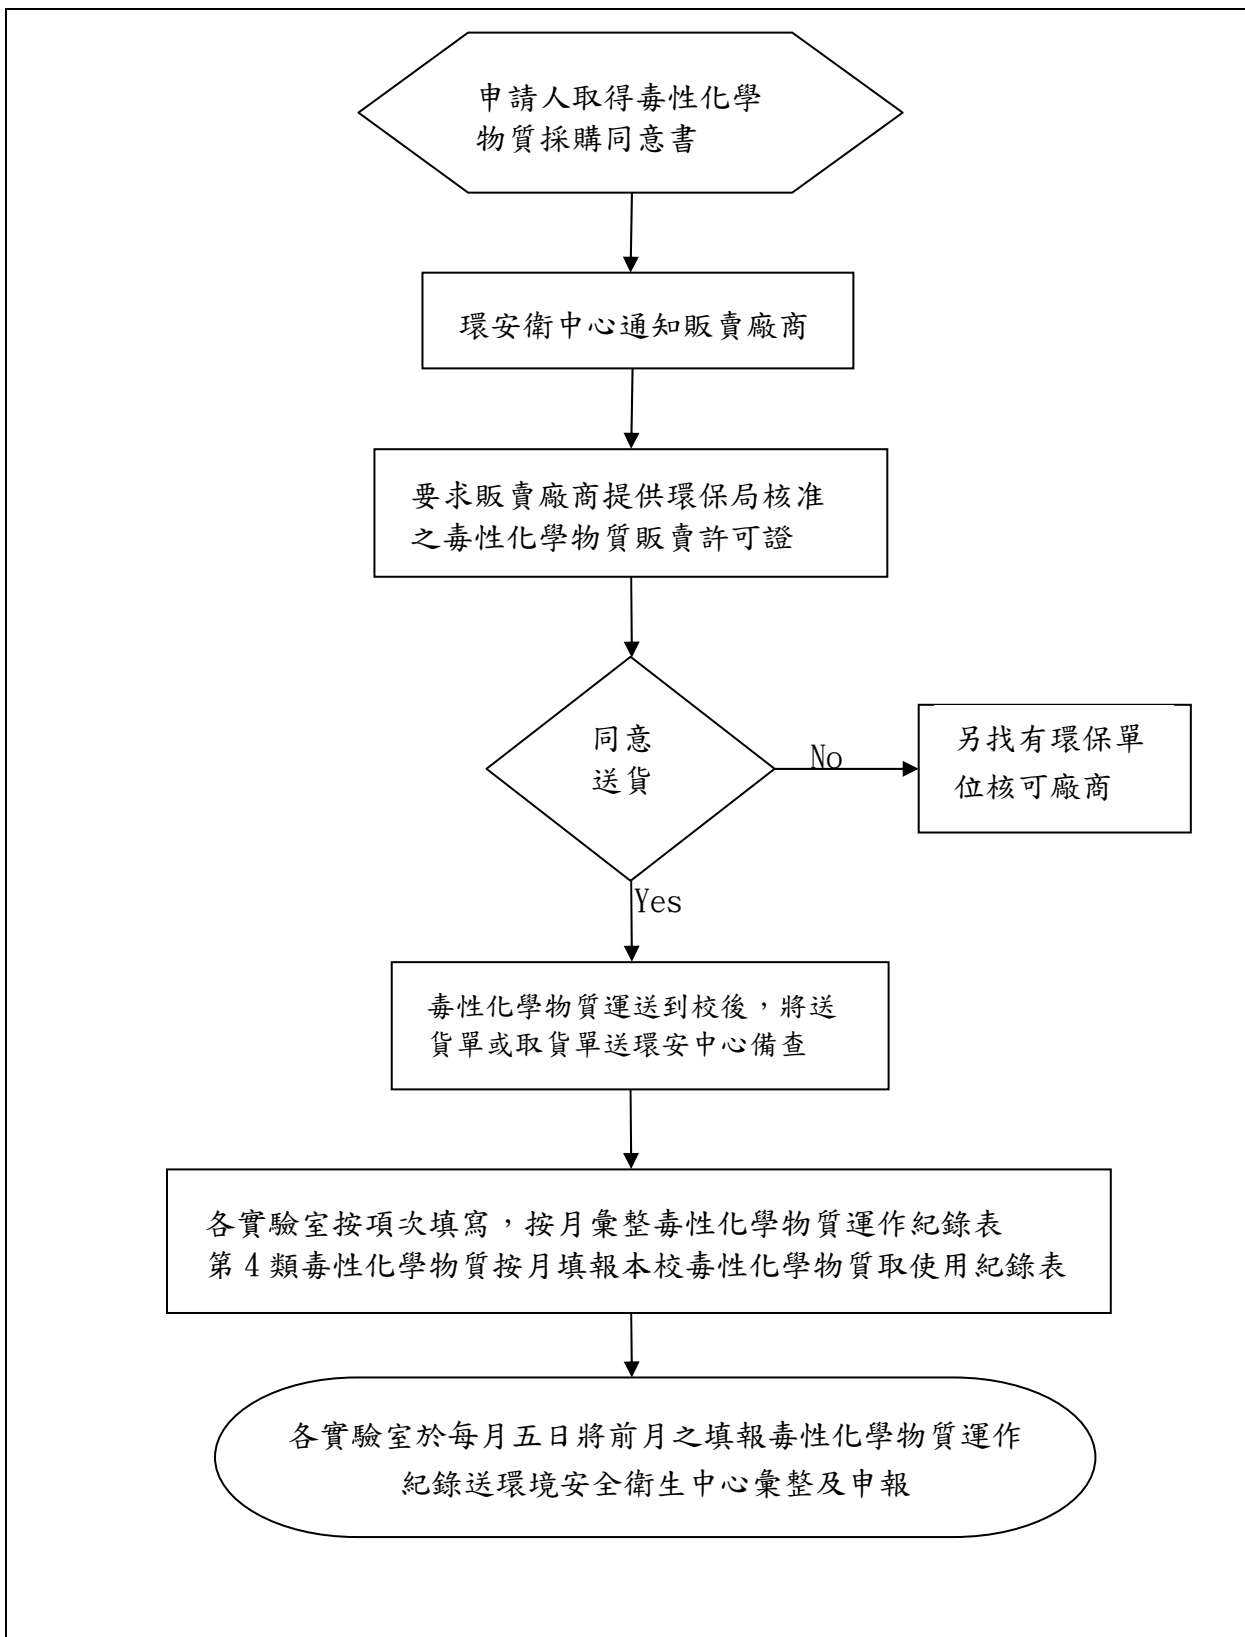 申請人取得毒性化學
物質採購同意書
環安衛中心通知販賣廠商
要求販賣廠商提供環保局核准
之毒性化學物質販賣許可證
同意
送貨
No
另找有環保單
位核可廠商
Yes
毒性化學物質運送到校後，將送
貨單或取貨單送環安中心備查
各實驗室按項次填寫，按月彙整毒性化學物質運作紀錄表
第 4 類毒性化學物質按月填報本校毒性化學物質取使用紀錄表
各實驗室於每月五日將前月之填報毒性化學物質運作
紀錄送環境安全衛生中心彙整及申報